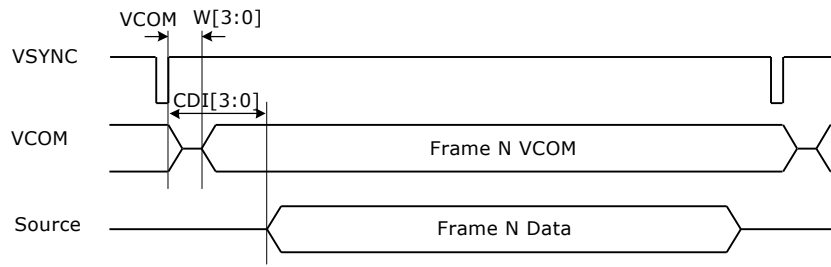 VCOM W[3:0]
VSYNC
CDI[3:0]
VCOM
Frame N VCOM
Source
Frame N Data